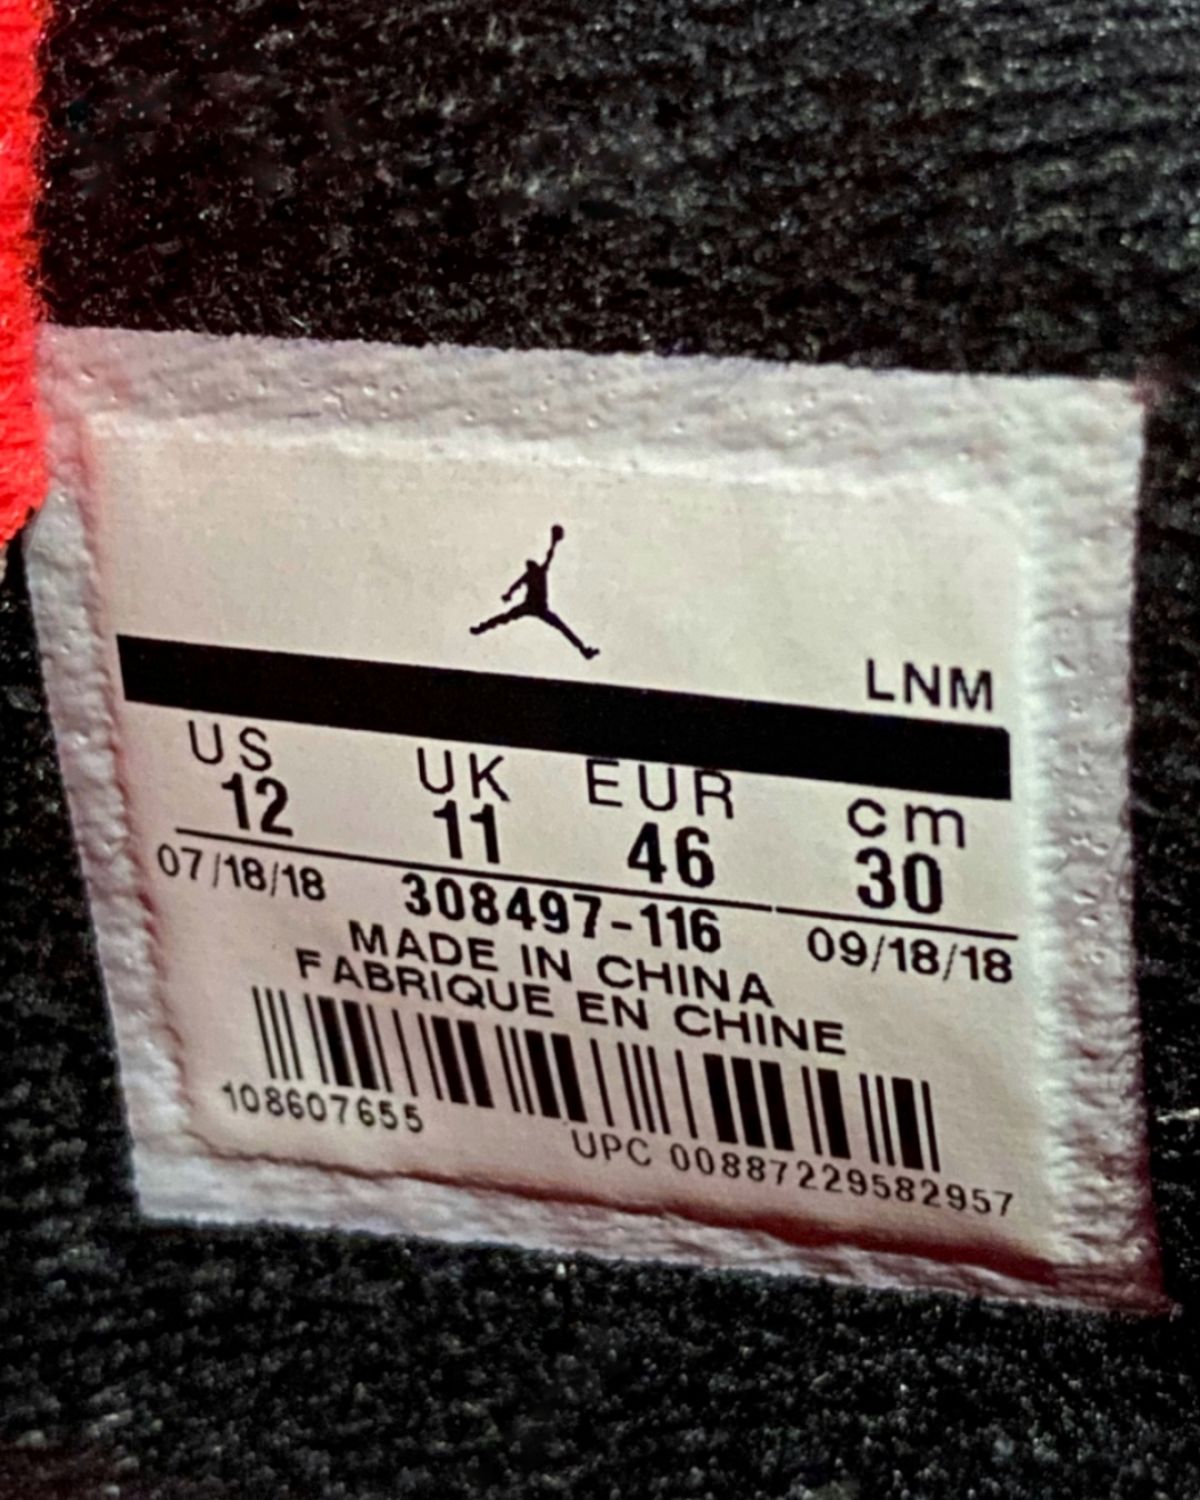 LNM
US UK EUR cm
12 11 46 30
07/18/18 308497-116 09/18/18
MADE IN CHINA
FABRIQUE EN CHINE
108607655
UPC 00887229582957